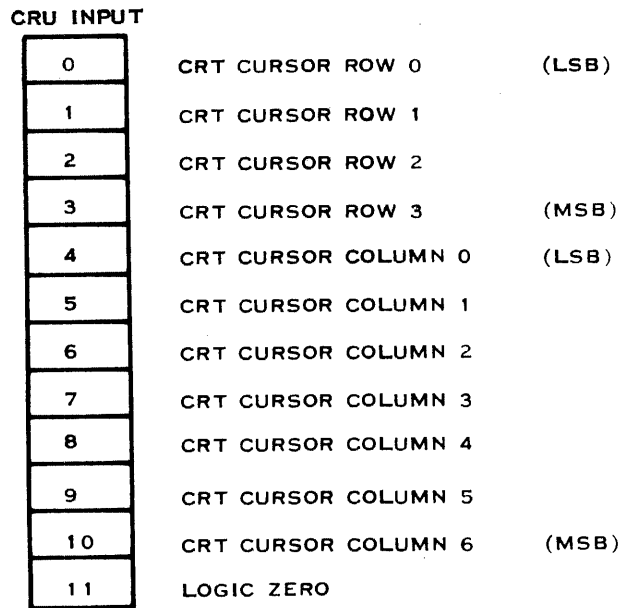 CRU INPUT
0 CRT CURSOR ROW 0 (LSB)
1 CRT CURSOR ROW 1
2 CRT CURSOR ROW 2
3 CRT CURSOR ROW 3 (MSB)
4 CRT CURSOR COLUMN 0 (LSB)
5 CRT CURSOR COLUMN 1
6 CRT CURSOR COLUMN 2
7 CRT CURSOR COLUMN 3
8 CRT CURSOR COLUMN 4
9 CRT CURSOR COLUMN 5
10 CRT CURSOR COLUMN 6 (MSB)
11 LOGIC ZERO